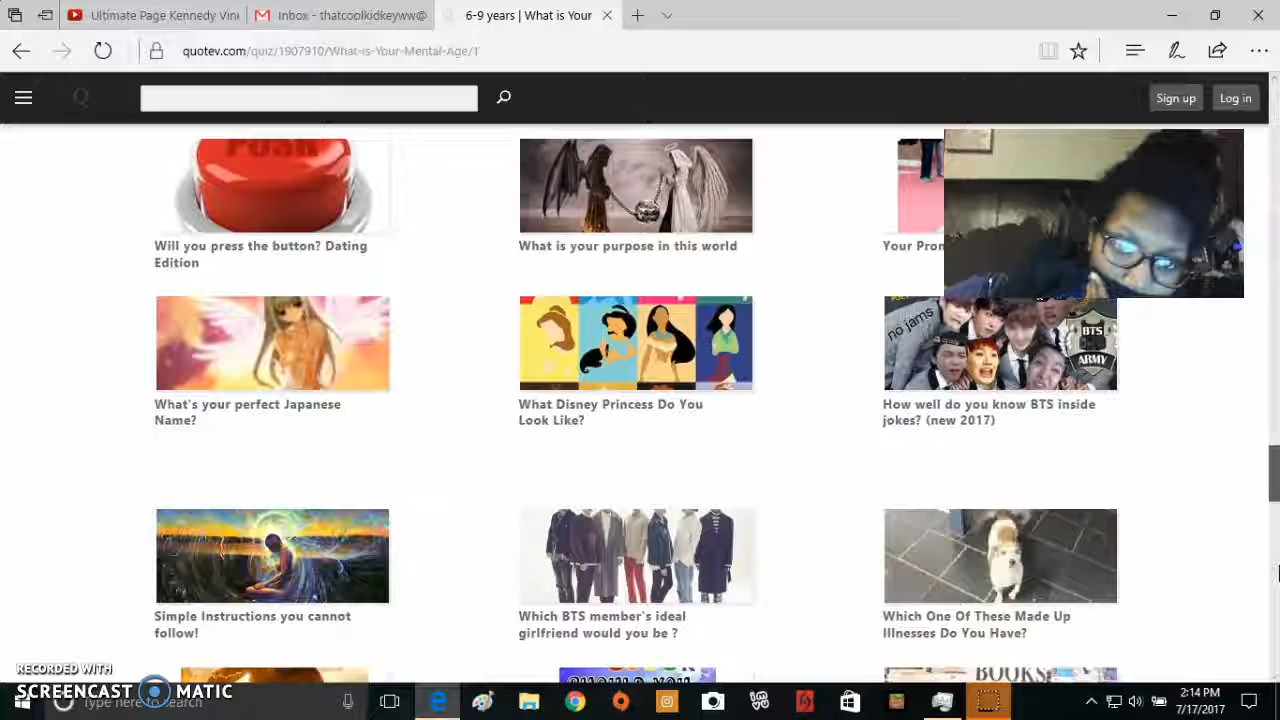 Ultimate Page Kennedy Vin
Inbox - thatcoolkidkeyww@
6-9 years | What is Your
quotev.com/quiz/1907910/What-is-Your-Mental-Age/1
Q
Sign up
Log in
PUSH
Will you press the button? Dating
Edition
What is your purpose in this world
Your Pron
no jams
BTS
ARMY
What's your perfect Japanese
Name?
What Disney Princess Do You
Look Like?
How well do you know BTS inside
jokes? (new 2017)
Simple Instructions you cannot
follow!
Which BTS member's ideal
girlfriend would you be ?
Which One Of These Made Up
Illnesses Do You Have?
BOOKS
RECORDED WITH
SCREENCAST MATIC
Type here to search
2:14 PM
7/17/2017